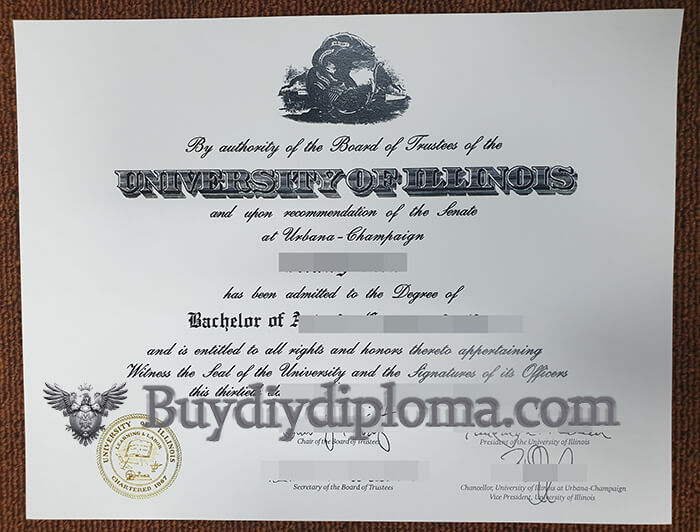 By authority of the Board of Trustees of the
UNIVERSITY OF ILLINOIS
and upon recommendation of the Senate
at Urbana-Champaign
has been admitted to the Degree of
Bachelor of
and is entitled to all rights and honors thereto appertaining
Witness the Seal of the University and the Signatures of its Officers
this thirtieth
Buydiydiploma.com
UNIVERSITY OF ILLINOIS
LEARNING & LABOR
CHARTERED 1867
Chair of the Board of Trustees
President of the University of Illinois
Secretary of the Board of Trustees
Chancellor, University of Illinois at Urbana-Champaign
Vice President, University of Illinois